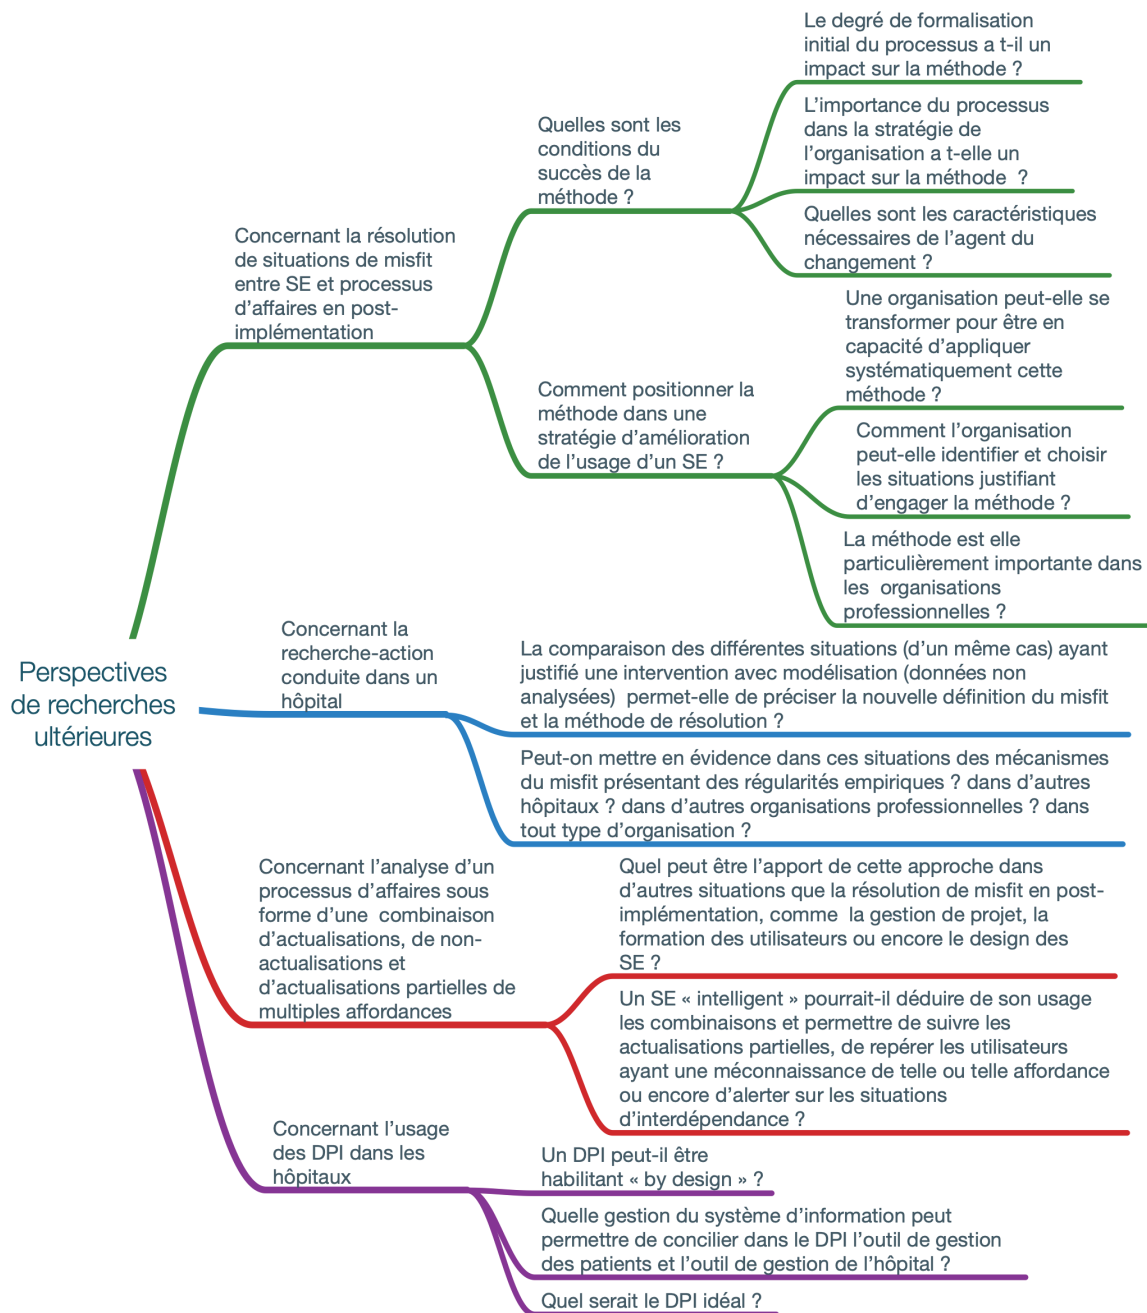 Perspectives
de recherches
ultérieures
Concernant la résolution
de situations de misfit
entre SE et processus
d'affaires en post-
implémentation
Quelles sont les
conditions du
succès de la
méthode ?
Le degré de formalisation
initial du processus a t-il un
impact sur la méthode ?
L'importance du processus
dans la stratégie de
l'organisation a t-elle un
impact sur la méthode  ?
Quelles sont les caractéristiques
nécessaires de l'agent du
changement ?
Comment positionner la
méthode dans une
stratégie d'amélioration
de l'usage d'un SE ?
Une organisation peut-elle se
transformer pour être en
capacité d'appliquer
systématiquement cette
méthode ?
Comment l'organisation
peut-elle identifier et choisir
les situations justifiant
d'engager la méthode ?
La méthode est elle
particulièrement importante dans
les  organisations
professionnelles ?
Concernant la
recherche-action
conduite dans un
hôpital
La comparaison des différentes situations (d'un même cas) ayant
justifié une intervention avec modélisation (données non
analysées)  permet-elle de préciser la nouvelle définition du misfit
et la méthode de résolution ?
Peut-on mettre en évidence dans ces situations des mécanismes
du misfit présentant des régularités empiriques ? dans d'autres
hôpitaux ? dans d'autres organisations professionnelles ? dans
tout type d'organisation ?
Concernant l'analyse d'un
processus d'affaires sous
forme d'une  combinaison
d'actualisations, de non-
actualisations et
d'actualisations partielles de
multiples affordances
Quel peut être l'apport de cette approche dans
d'autres situations que la résolution de misfit en post-
implémentation, comme  la gestion de projet, la
formation des utilisateurs ou encore le design des
SE ?
Un SE « intelligent » pourrait-il déduire de son usage
les combinaisons et permettre de suivre les
actualisations partielles, de repérer les utilisateurs
ayant une méconnaissance de telle ou telle affordance
ou encore d'alerter sur les situations
d'interdépendance ?
Concernant l'usage
des DPI dans les
hôpitaux
Un DPI peut-il être
habilitant « by design » ?
Quelle gestion du système d'information peut
permettre de concilier dans le DPI l'outil de gestion
des patients et l'outil de gestion de l'hôpital ?
Quel serait le DPI idéal ?